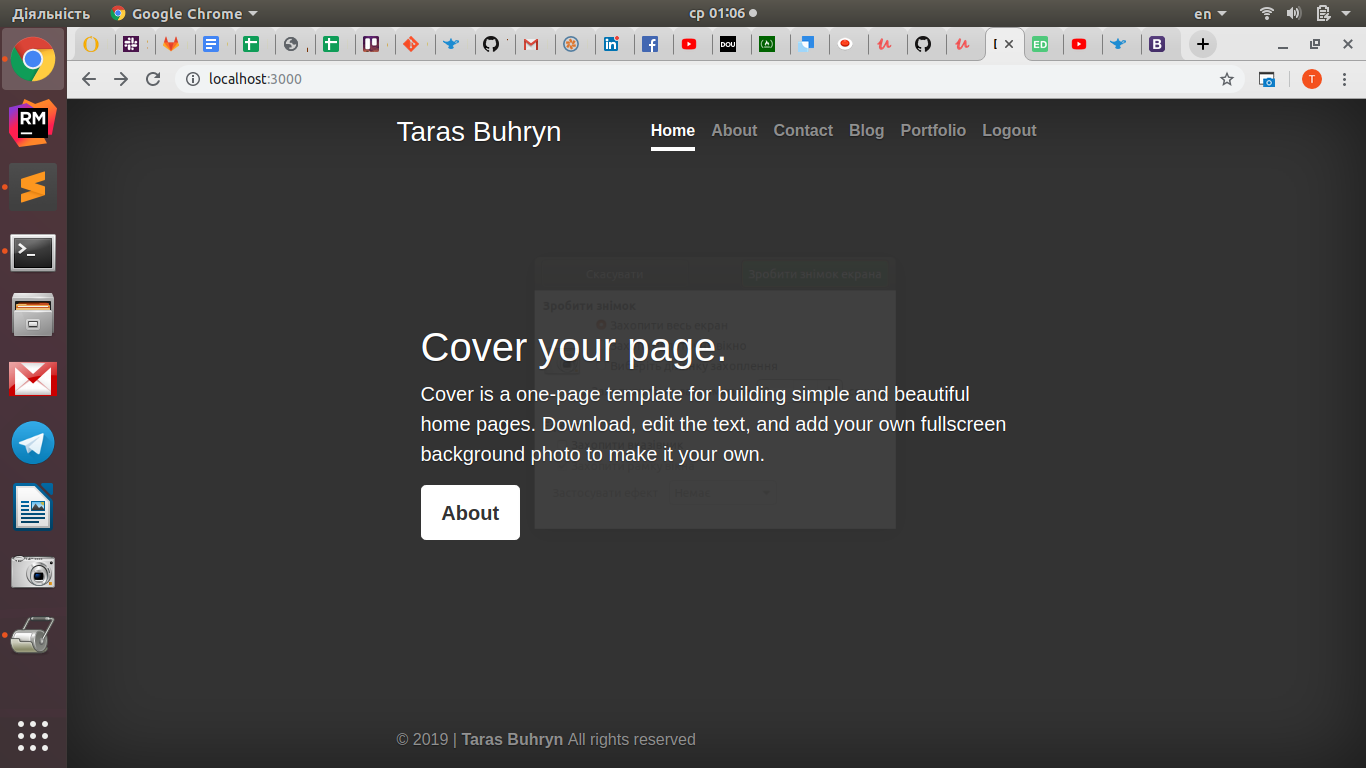 Діяльність Google Chrome ср 01:06 en
DOU ED B
localhost:3000 T
RM
Taras Buhryn Home About Contact Blog Portfolio Logout
Скасувати Зробити знімок екрана
Зробити знімок
Захопити весь екран
Cover your page.
Cover is a one-page template for building simple and beautiful
home pages. Download, edit the text, and add your own fullscreen
background photo to make it your own.
About
© 2019 | Taras Buhryn All rights reserved